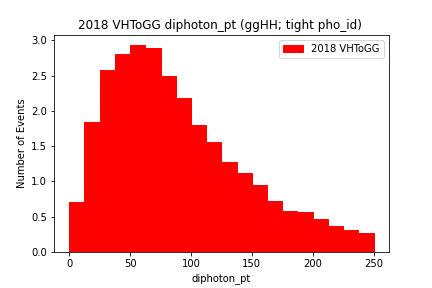 2018 VHToGG diphoton_pt (ggHH; tight pho_id)
2018 VHToGG
Number of Events
3.0
2.5
2.0
1.5
1.0
0.5
0.0
0 50 100 150 200 250
diphoton_pt